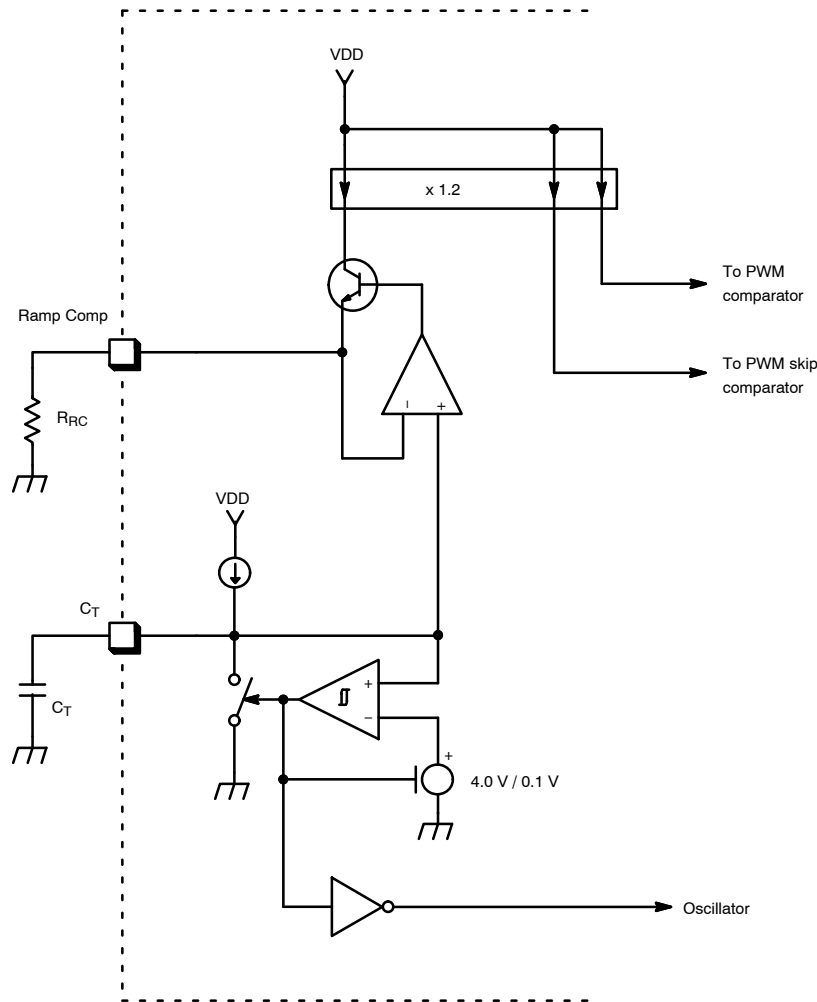 VDD
x 1.2
To PWM
comparator
Ramp Comp
To PWM skip
comparator
RRC
− +
VDD
CT
+
−
CT
+
4.0 V / 0.1 V
Oscillator